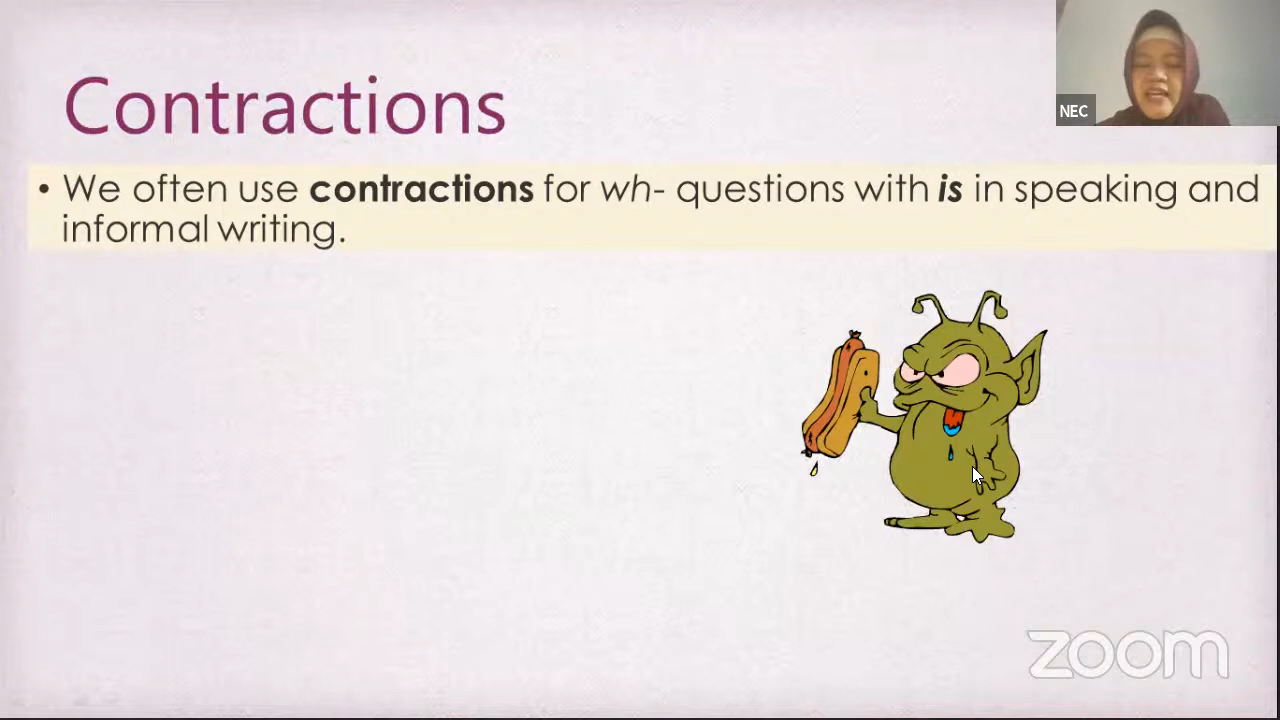 Contractions
NEC
• We often use contractions for wh- questions with is in speaking and
informal writing.
zoom